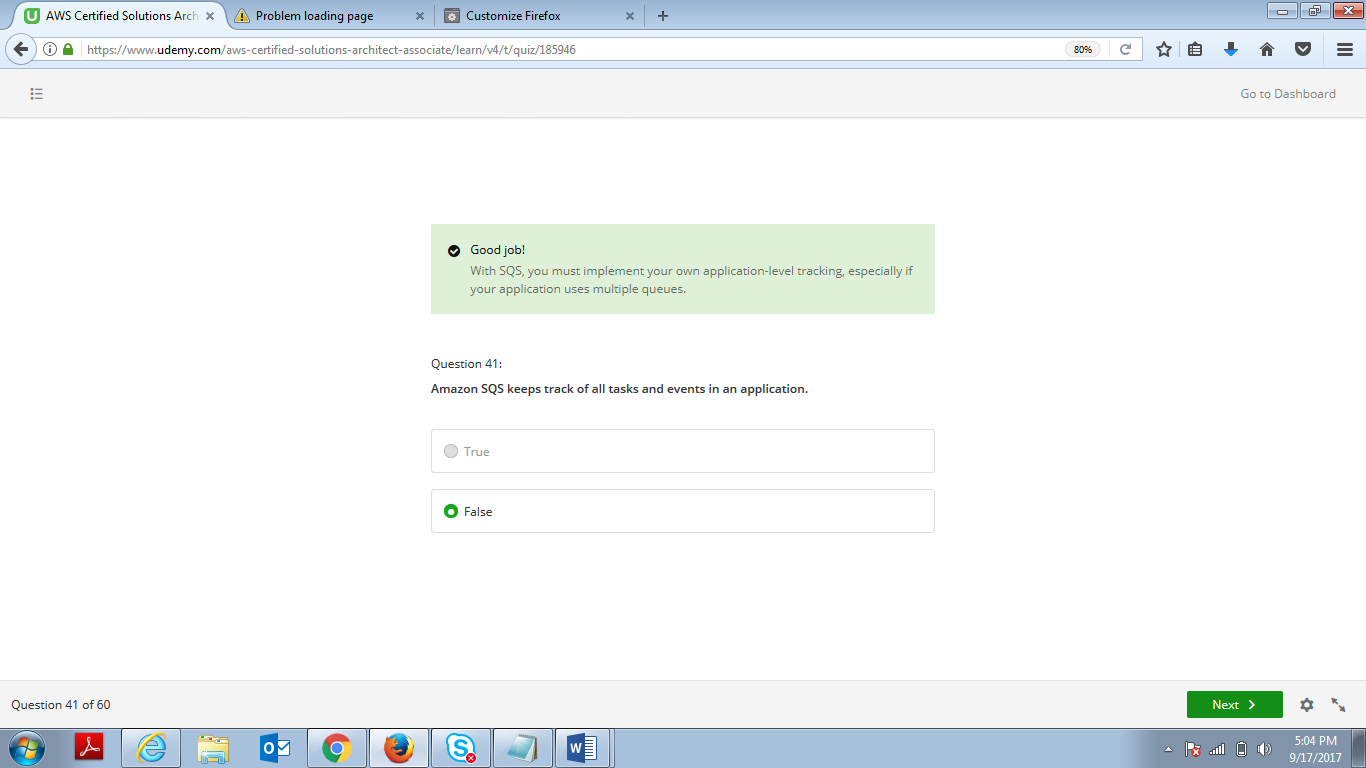 AWS Certified Solutions Arch
Problem loading page
Customize Firefox
https://www.udemy.com/aws-certified-solutions-architect-associate/learn/v4/t/quiz/185946
80%
Go to Dashboard
Good job!
With SQS, you must implement your own application-level tracking, especially if
your application uses multiple queues.
Question 41:
Amazon SQS keeps track of all tasks and events in an application.
True
False
Question 41 of 60
Next
5:04 PM
9/17/2017